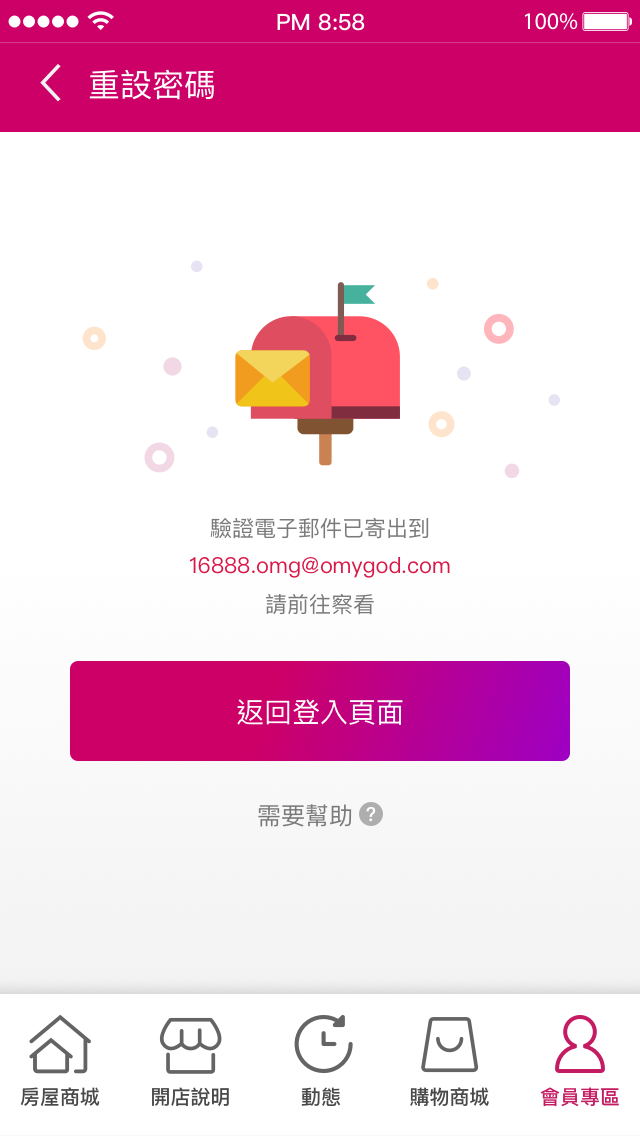 PM 8:58
100%
重設密碼
驗證電子郵件已寄出到
16888.omg@omygod.com
請前往察看
返回登入頁面
需要幫助 ?
房屋商城
開店說明
動態
購物商城
會員專區